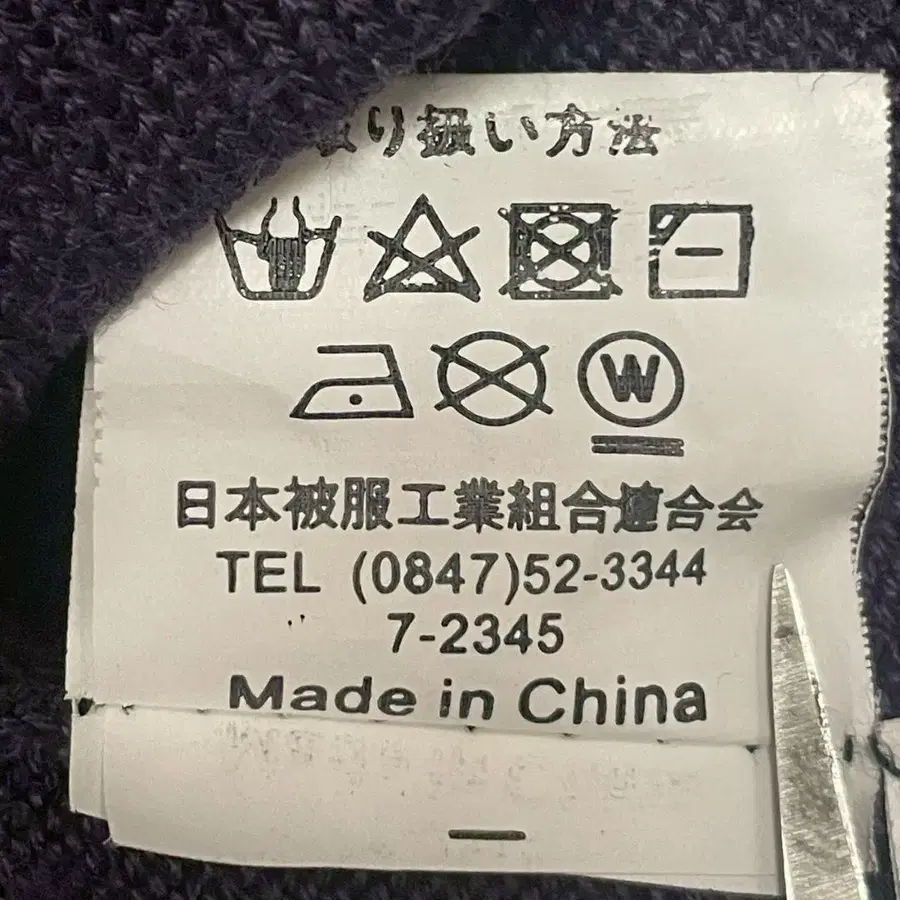 り扱い方法
W
日本被服工業組合連合会
TEL (0847)52-3344
7-2345
Made in China